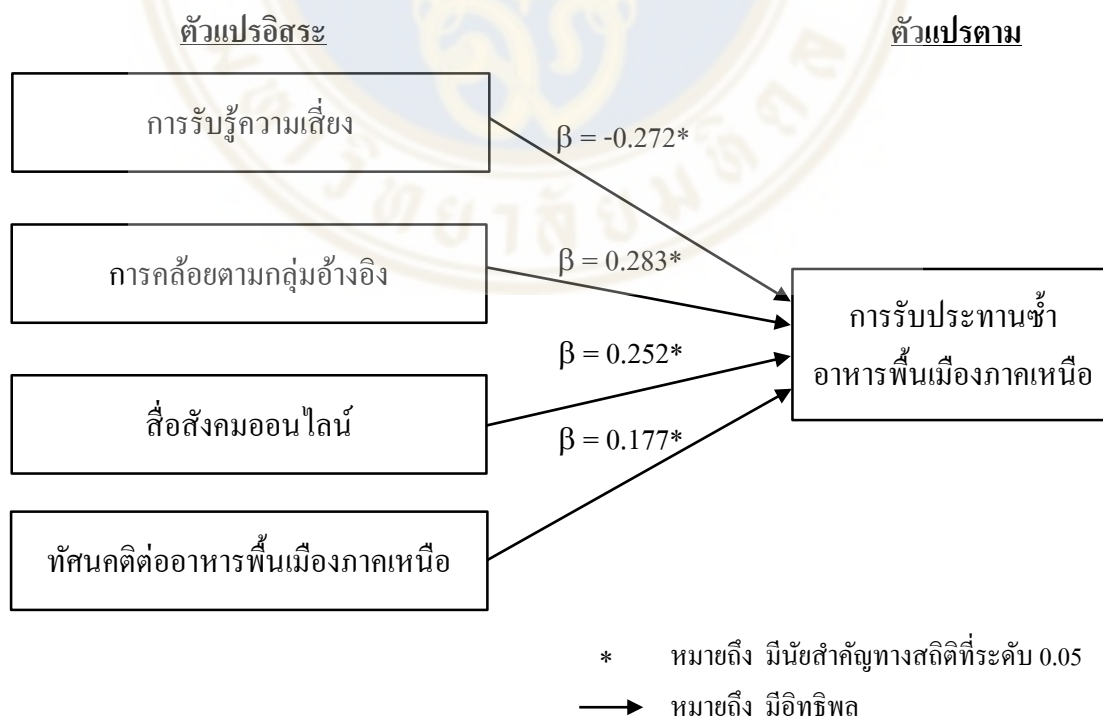 ตัวแปรอิสระ
ตัวแปรตาม
การรับรู้ความเสี่ยง
β = -0.272*
การคล้อยตามกลุ่มอ้างอิง
β = 0.283*
การรับประทานซ้ำ
อาหารพื้นเมืองภาคเหนือ
β = 0.252*
สื่อสังคมออนไลน์
β = 0.177*
ทัศนคติต่ออาหารพื้นเมืองภาคเหนือ
* หมายถึง มีนัยสำคัญทางสถิติที่ระดับ 0.05
หมายถึง มีอิทธิพล